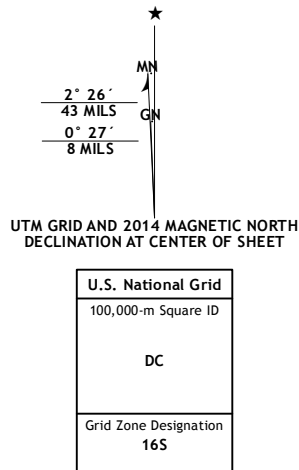 ★
MN
2° 26´
43 MILS
GN
0° 27´
8 MILS
UTM GRID AND 2014 MAGNETIC NORTH
DECLINATION AT CENTER OF SHEET
U.S. National Grid
100,000-m Square ID
DC
Grid Zone Designation
16S